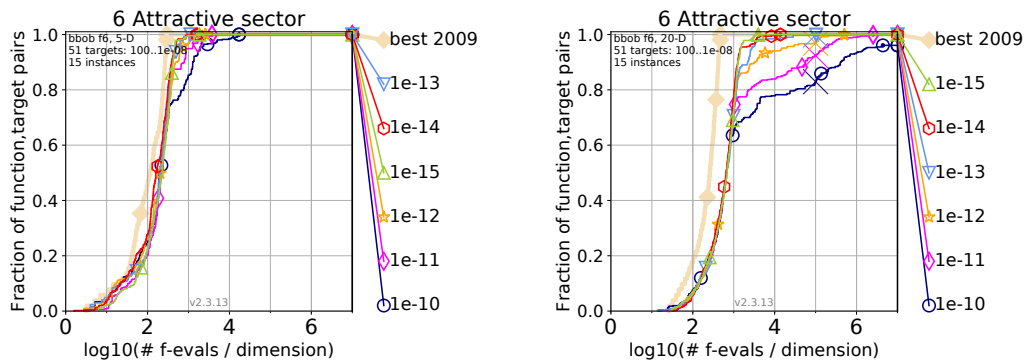 6 Attractive sector
bbob f6, 5-D
51 targets: 100..1e-08
15 instances
Fraction of function,target pairs
1.0
0.8
0.6
0.4
0.2
0.0
0 2 4 6
log10(# f-evals / dimension)
v2.3.13
best 2009
1e-13
1e-14
1e-15
1e-12
1e-11
1e-10
6 Attractive sector
bbob f6, 20-D
51 targets: 100..1e-08
15 instances
Fraction of function,target pairs
1.0
0.8
0.6
0.4
0.2
0.0
0 2 4 6
log10(# f-evals / dimension)
v2.3.13
best 2009
1e-15
1e-14
1e-13
1e-12
1e-11
1e-10